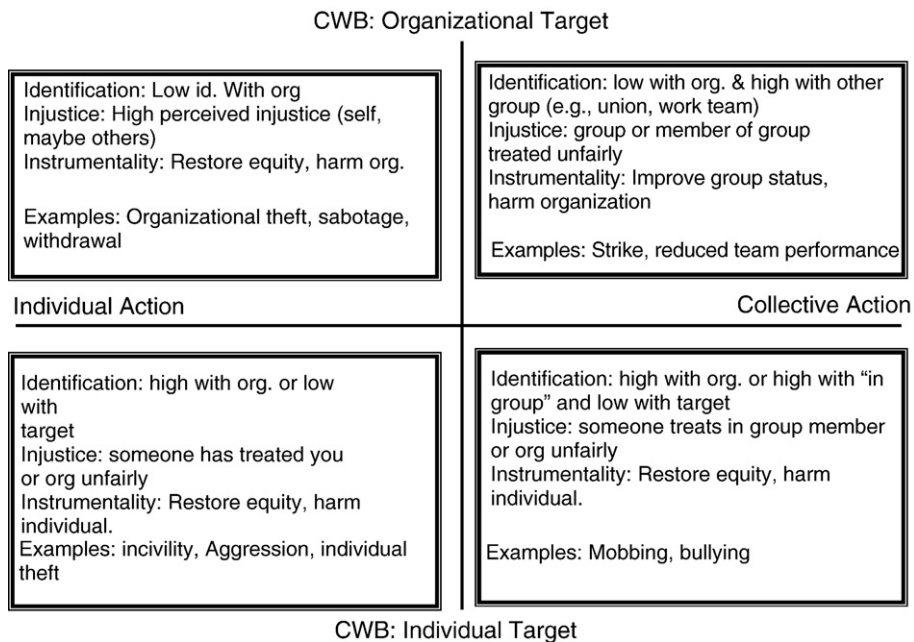 CWB: Organizational Target
Identification: Low id. With org
Injustice: High perceived injustice (self,
maybe others)
Instrumentality: Restore equity, harm org.
Examples: Organizational theft, sabotage,
withdrawal
Identification: low with org. & high with other
group (e.g., union, work team)
Injustice: group or member of group
treated unfairly
Instrumentality: Improve group status,
harm organization
Examples: Strike, reduced team performance
Individual Action
Collective Action
Identification: high with org. or low
with
target
Injustice: someone has treated you
or org unfairly
Instrumentality: Restore equity, harm
individual.
Examples: incivility, Aggression, individual
theft
Identification: high with org. or high with “in
group” and low with target
Injustice: someone treats in group member
or org unfairly
Instrumentality: Restore equity, harm
individual.
Examples: Mobbing, bullying
CWB: Individual Target